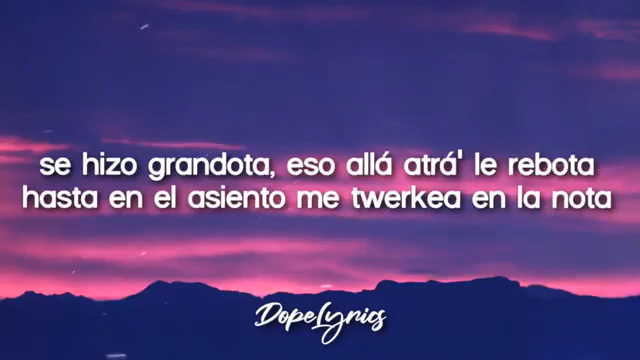 se hizo grandota, eso allá atrá' le rebota
hasta en el asiento me twerkea en la nota
DopeLyrics